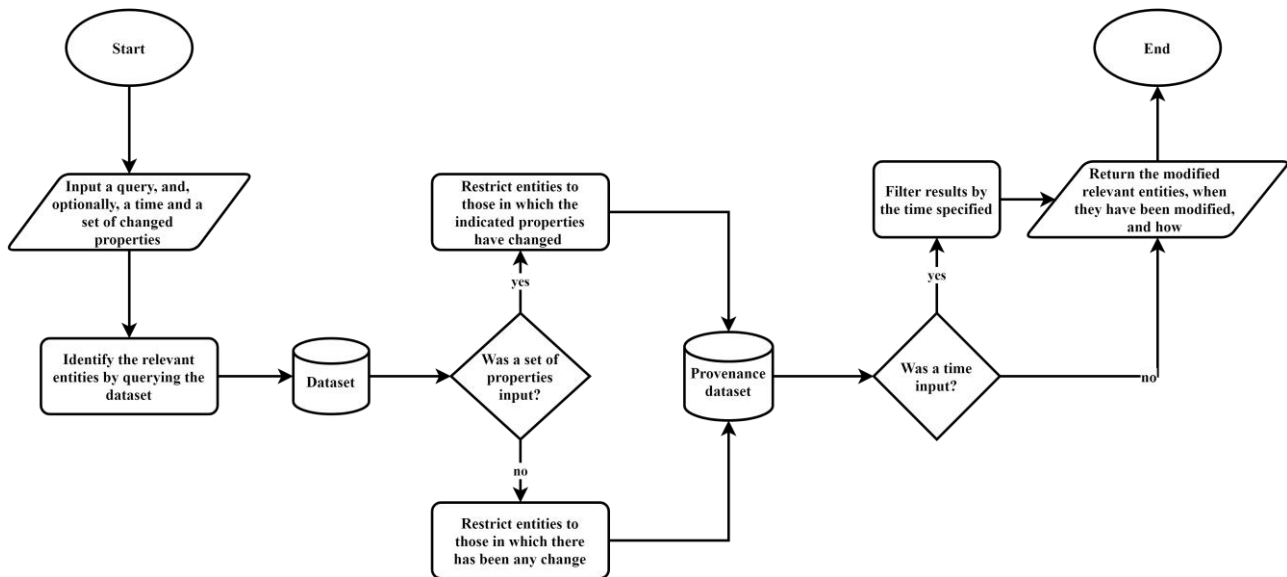 Start
Input a query, and,
optionally, a time and a
set of changed
properties
Identify the relevant
entities by querying the
dataset
Dataset
Was a set of
properties
input?
yes
Restrict entities to
those in which the
indicated properties
have changed
no
Restrict entities to
those in which there
has been any change
Provenance
dataset
Was a time
input?
yes
Filter results by
the time specified
no
Return the modified
relevant entities, when
they have been modified,
and how
End